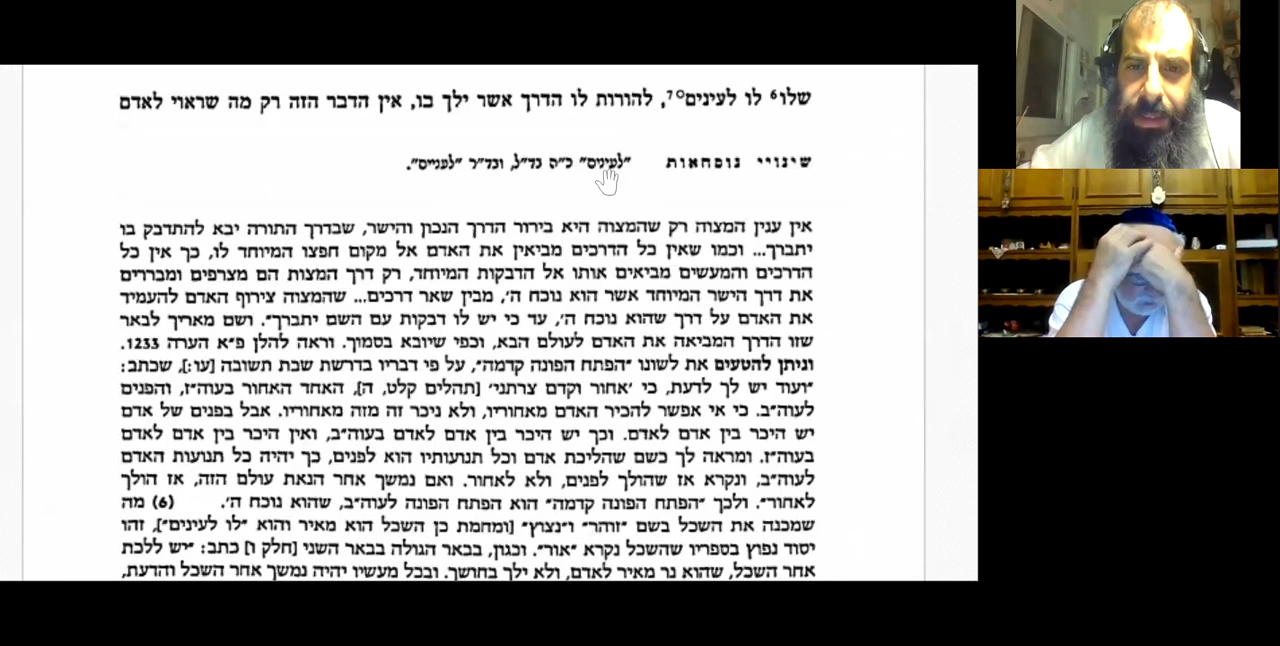 שלו⁶ לו לעינים⁷°, להורות לו הדרך אשר ילך בו, אין הדבר הזה רק מה שראוי לאדם
שינויי נוסחאות "לעינים" כ"ה בד"ל, ובד"ר "לעניים".
אין ענין המצוה רק שהמצוה היא בירור הדרך הנכון והישר, שבדרך התורה יבא להתדבק בו
יתברך... וכמו שאין כל הדרכים מביאין את האדם אל מקום חפצו המיוחד לו, כך אין כל
הדרכים והמעשים מביאים אותו אל הדבקות המיוחד, רק דרך המצות הם מצרפים ומבררים
את דרך הישר המיוחד אשר הוא נוכח ה', מבין שאר דרכים... שהמצוה צירוף האדם להעמיד
את האדם על דרך שהוא נוכח ה', עד כי יש לו דבקות עם השם יתברך". ושם מאריך לבאר
שזו הדרך המביאה את האדם לעולם הבא, וכפי שיובא בסמוך. וראה להלן פ"א הערה 1233.
וניתן להטעים את לשונו "הפתח הפונה קדמה", על פי דבריו בדרשת שבת תשובה [עו:], שכתב:
"ועוד יש לך לדעת, כי 'אחור וקדם צרתני' [תהלים קלט, ה], האחד האחור בעוה"ז, והפנים
לעוה"ב. כי אי אפשר להכיר האדם מאחוריו, ולא ניכר זה מזה מאחוריו. אבל בפנים של אדם
יש היכר בין אדם לאדם. וכך יש היכר בין אדם לאדם בעוה"ב, ואין היכר בין אדם לאדם
בעוה"ז. ומראה לך כשם שהליכת אדם וכל תנועותיו הוא לפנים, כך יהיה כל תנועות האדם
לעוה"ב, ונקרא אז שהולך לפנים, ולא לאחור. ואם נמשך אחר הנאת עולם הזה, אז הולך
לאחור". ולכך "הפתח הפונה קדמה" הוא הפתח הפונה לעוה"ב, שהוא נוכח ה'. (6) מה
שמכנה את השכל בשם "זוהר" ו"נצוץ" [ומחמת כן השכל הוא מאיר והוא "לו לעינים"], זהו
יסוד נפוץ בספריו שהשכל נקרא "אור". וכגון, בבאר הגולה בבאר השני [חלק ו] כתב: "יש ללכת
אחר השכל, שהוא נר מאיר לאדם, ולא ילך בחושך. ובכל מעשיו יהיה נמשך אחר השכל והדעת,